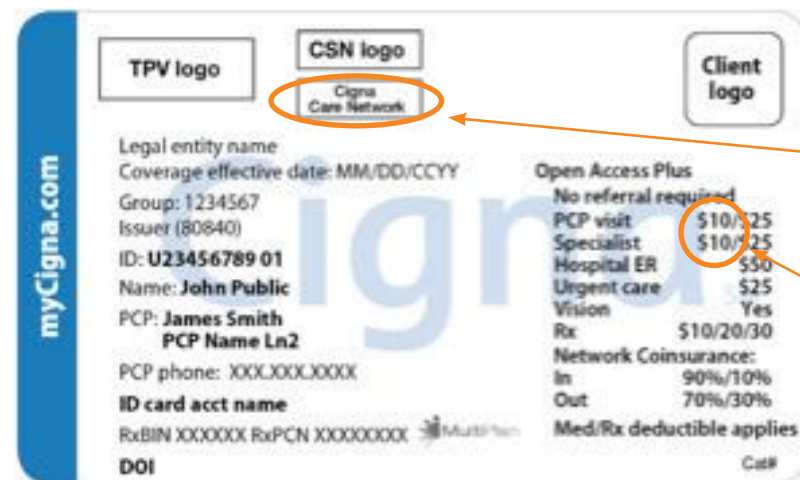 TPV logo
CSN logo
Cigna
Care Network
Client
logo
myCigna.com
Cigna
Legal entity name
Coverage effective date: MM/DD/CCYY
Group: 1234567
Issuer (80840)
ID: U23456789 01
Name: John Public
PCP: James Smith
PCP Name Ln2
PCP phone: XXX.XXX.XXXX
ID card acct name
RxBIN XXXXXX RxPCN XXXXXXXX MultiPlan
DOI
Open Access Plus
No referral required
PCP visit $10/$25
Specialist $10/$25
Hospital ER $50
Urgent care $25
Vision Yes
Rx $10/20/30
Network Coinsurance:
In 90%/10%
Out 70%/30%
Med/Rx deductible applies
Cat#